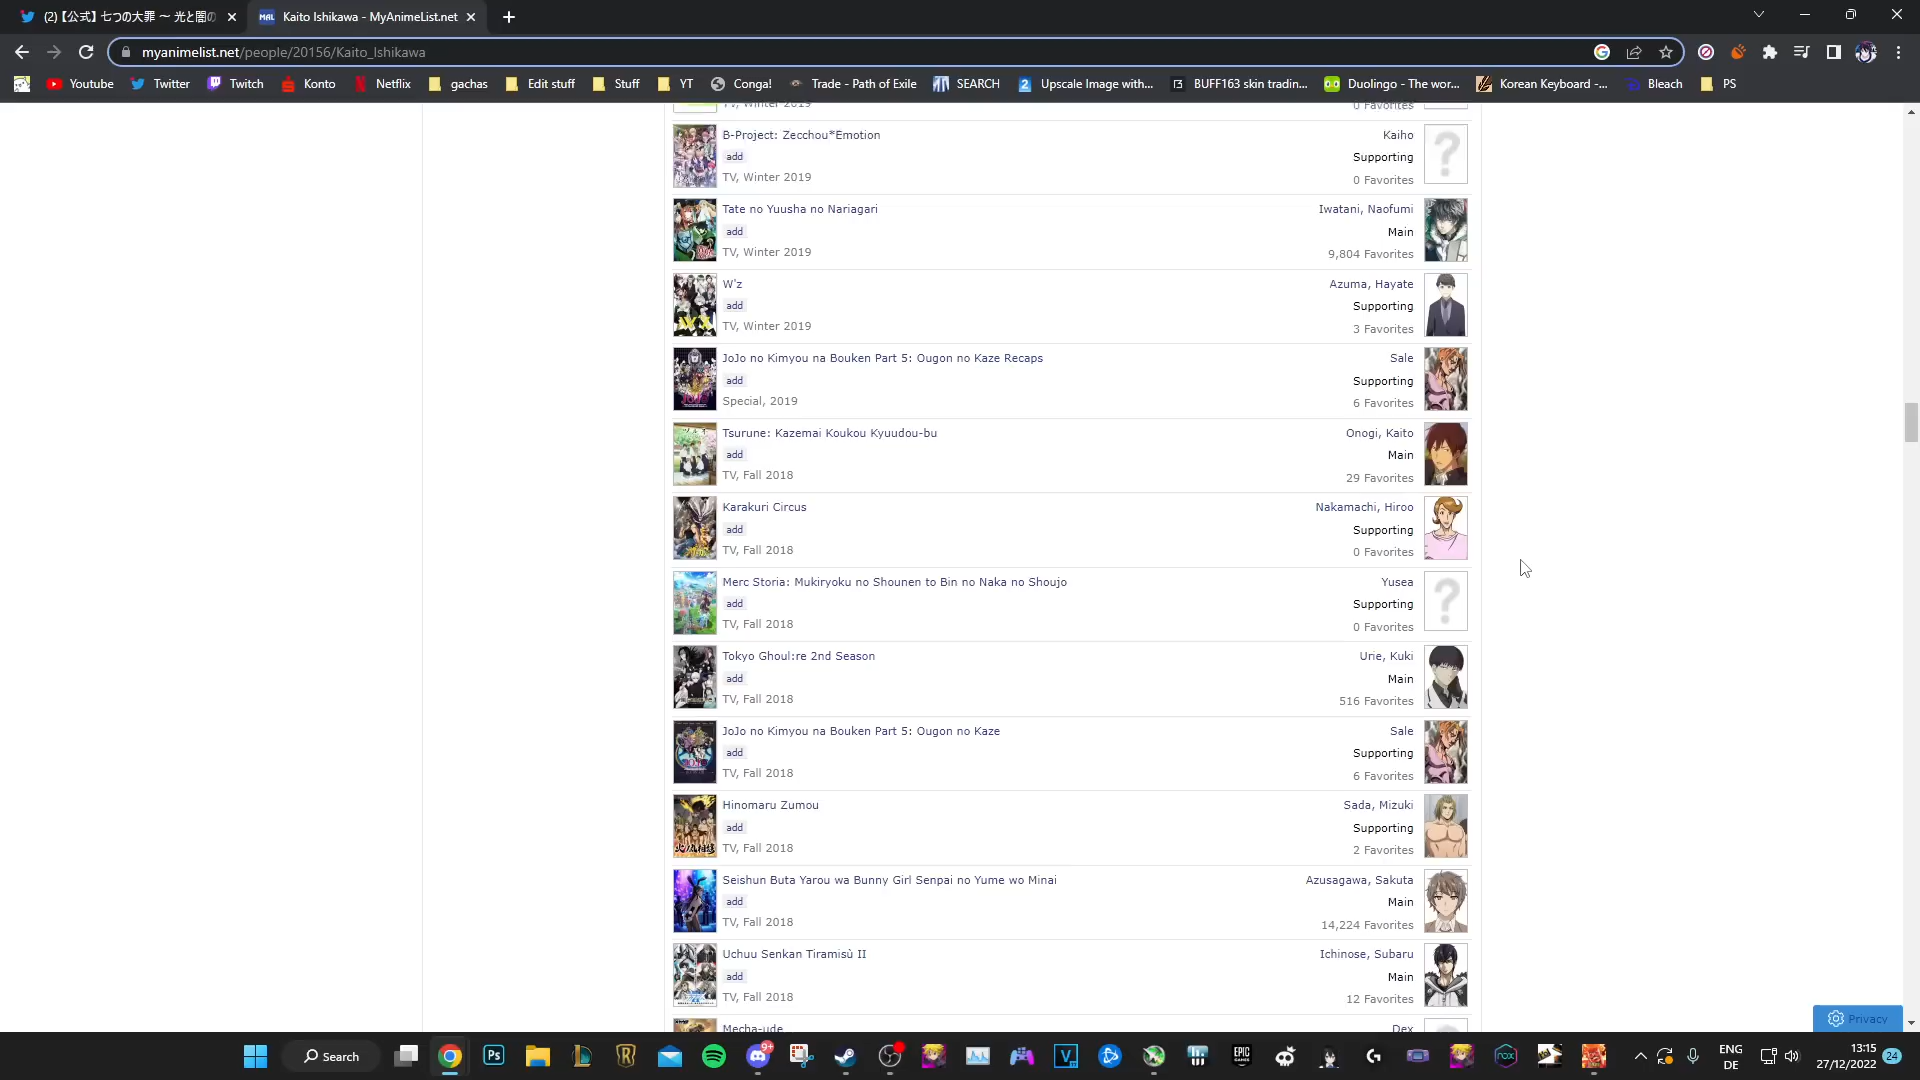 (2) 【公式】七つの大罪 ～ 光と闇の
Kaito Ishikawa - MyAnimeList.net
myanimelist.net/people/20156/Kaito_Ishikawa
Youtube
Twitter
Twitch
Konto
Netflix
gachas
Edit stuff
Stuff
YT
Conga!
Trade - Path of Exile
SEARCH
Upscale Image with...
BUFF163 skin tradin...
Duolingo - The wor...
Korean Keyboard -...
Bleach
PS
TV, Winter 2019
0 Favorites
B-Project: Zecchou*Emotion
Kaiho
add
Supporting
TV, Winter 2019
0 Favorites
Tate no Yuusha no Nariagari
Iwatani, Naofumi
add
Main
TV, Winter 2019
9,804 Favorites
W'z
Azuma, Hayate
add
Supporting
TV, Winter 2019
3 Favorites
JoJo no Kimyou na Bouken Part 5: Ougon no Kaze Recaps
Sale
add
Supporting
Special, 2019
6 Favorites
Tsurune: Kazemai Koukou Kyuudou-bu
Onogi, Kaito
add
Main
TV, Fall 2018
29 Favorites
Karakuri Circus
Nakamachi, Hiroo
add
Supporting
TV, Fall 2018
0 Favorites
Merc Storia: Mukiryoku no Shounen to Bin no Naka no Shoujo
Yusea
add
Supporting
TV, Fall 2018
0 Favorites
Tokyo Ghoul:re 2nd Season
Urie, Kuki
add
Main
TV, Fall 2018
516 Favorites
JoJo no Kimyou na Bouken Part 5: Ougon no Kaze
Sale
add
Supporting
TV, Fall 2018
6 Favorites
Hinomaru Zumou
Sada, Mizuki
add
Supporting
TV, Fall 2018
2 Favorites
Seishun Buta Yarou wa Bunny Girl Senpai no Yume wo Minai
Azusagawa, Sakuta
add
Main
TV, Fall 2018
14,224 Favorites
Uchuu Senkan Tiramisù II
Ichinose, Subaru
add
Main
TV, Fall 2018
12 Favorites
Mecha-ude
Dex
Privacy
Search
ENG
DE
13:15
27/12/2022
24